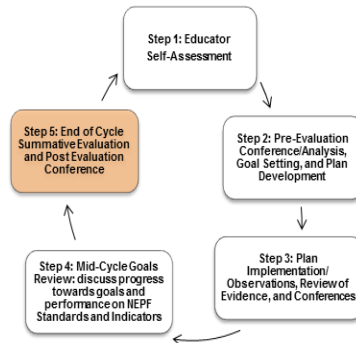 Step 1: Educator
Self-Assessment
Step 2: Pre-Evaluation
Conference/Analysis,
Goal Setting, and Plan
Development
Step 3: Plan
Implementation/
Observations, Review of
Evidence, and Conferences
Step 4: Mid-Cycle Goals
Review: discuss progress
towards goals and
performance on NEPF
Standards and Indicators
Step 5: End of Cycle
Summative Evaluation
and Post Evaluation
Conference